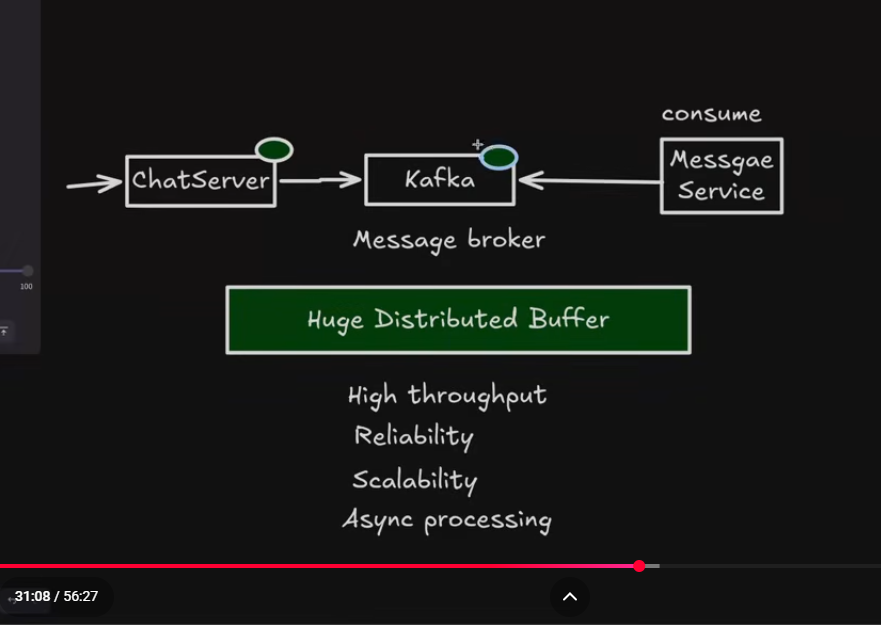 consume
ChatServer
Kafka
Messgae
Service
Message broker
100
Huge Distributed Buffer
High throughput
Reliability
Scalability
Async processing
31:08 / 56:27